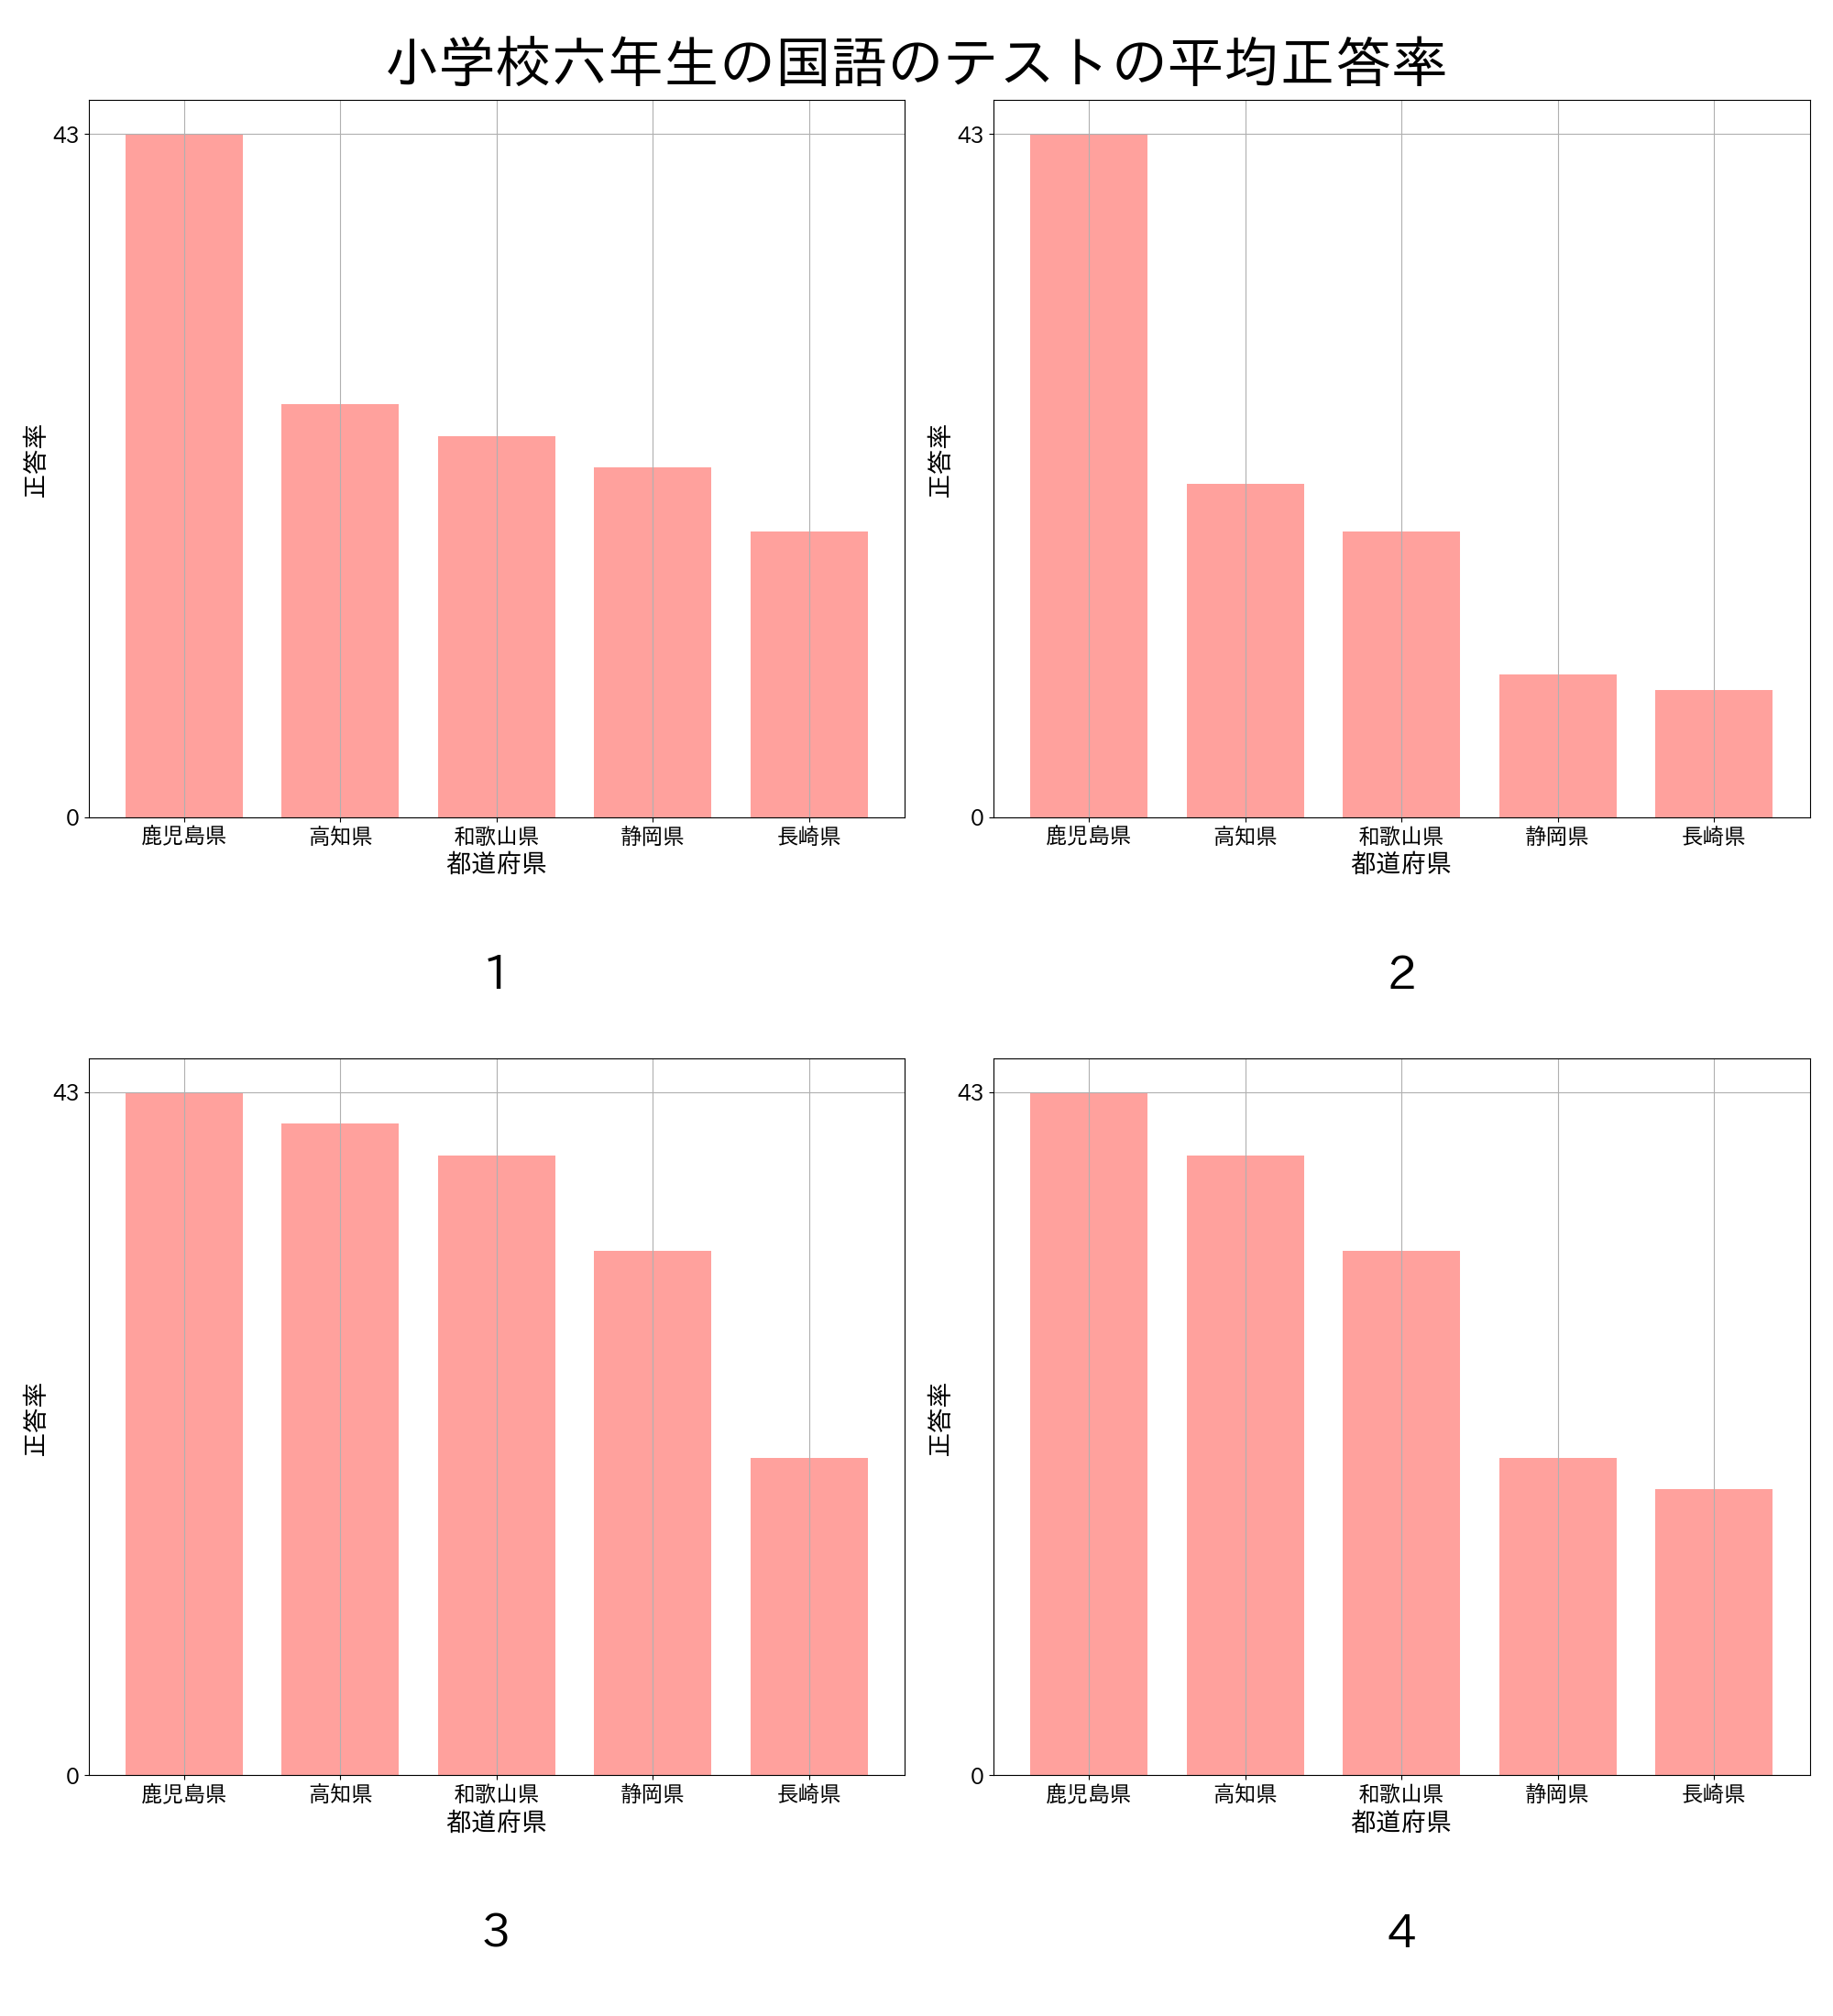 小学校六年生の国語のテストの平均正答率
43
0
正答率
鹿児島県 高知県 和歌山県 静岡県 長崎県
都道府県
1
43
0
正答率
鹿児島県 高知県 和歌山県 静岡県 長崎県
都道府県
2
43
0
正答率
鹿児島県 高知県 和歌山県 静岡県 長崎県
都道府県
3
43
0
正答率
鹿児島県 高知県 和歌山県 静岡県 長崎県
都道府県
4